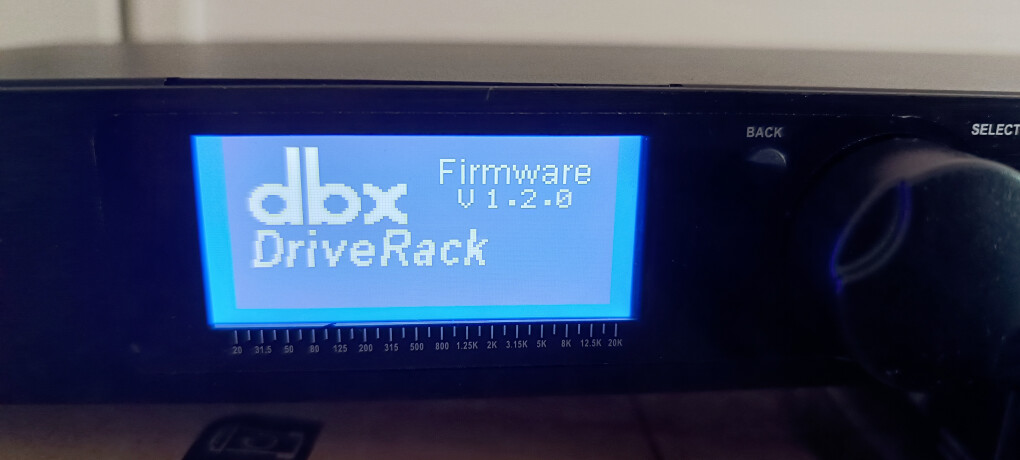 dbx
Firmware
V 1.2.0
DriveRack
BACK
SELECT
20 31.5 50 80 125 200 315 500 800 1.25K 2K 3.15K 5K 8K 12.5K 20K